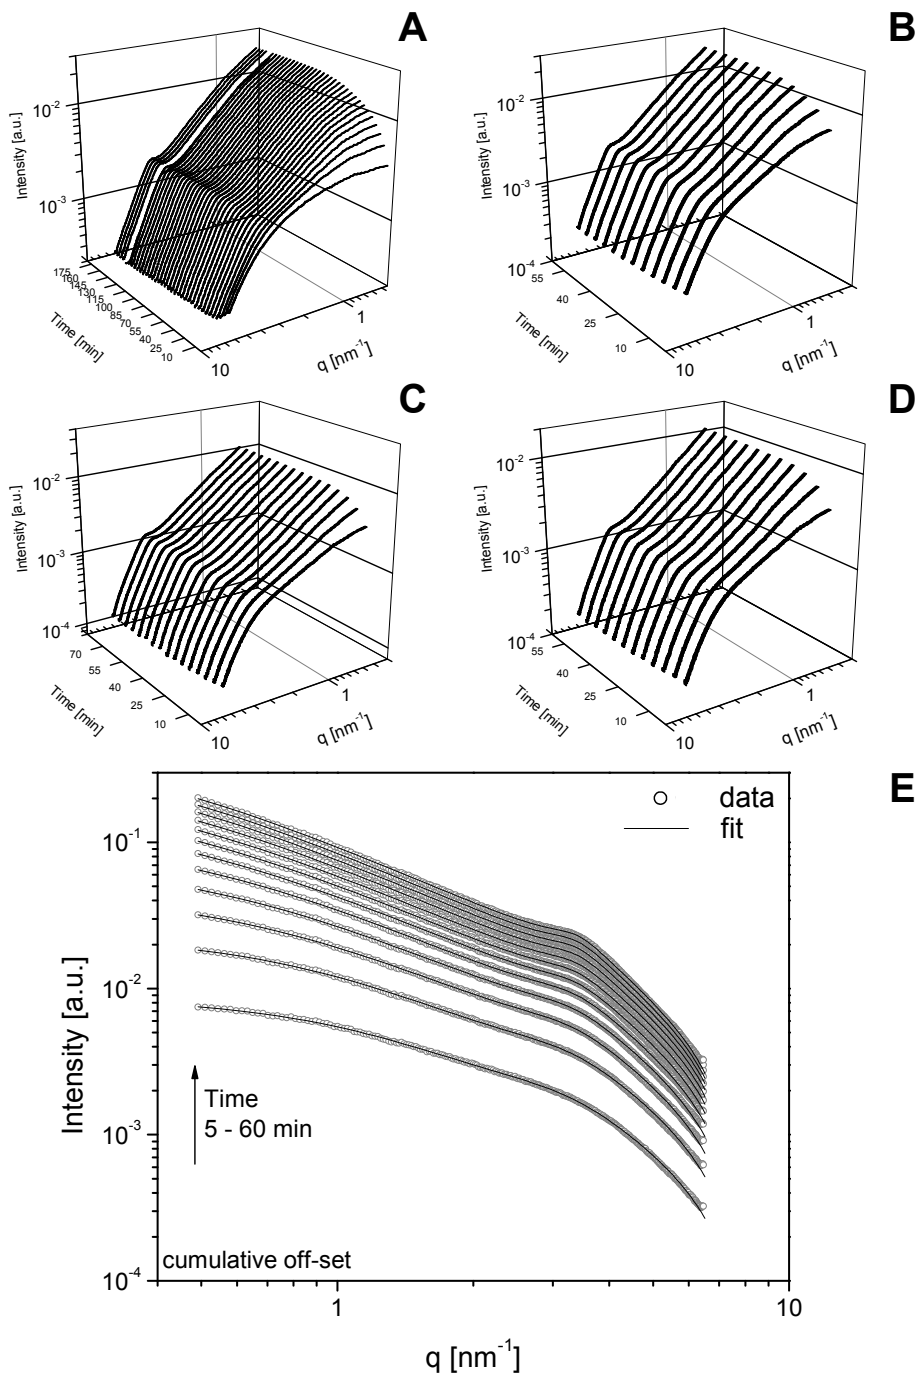 A
Intensity [a.u.]
10⁻²
10⁻³
175
160
145
130
115
100
85
70
55
40
25
10
Time [min]
10
1
q [nm⁻¹]
B
Intensity [a.u.]
10⁻²
10⁻³
10⁻⁴
55
40
25
10
Time [min]
10
1
q [nm⁻¹]
C
Intensity [a.u.]
10⁻²
10⁻³
10⁻⁴
70
55
40
25
10
Time [min]
10
1
q [nm⁻¹]
D
Intensity [a.u.]
10⁻²
10⁻³
10⁻⁴
55
40
25
10
Time [min]
10
1
q [nm⁻¹]
E
data
fit
Intensity [a.u.]
10⁻¹
10⁻²
10⁻³
10⁻⁴
Time
5 - 60 min
cumulative off-set
1
10
q [nm⁻¹]